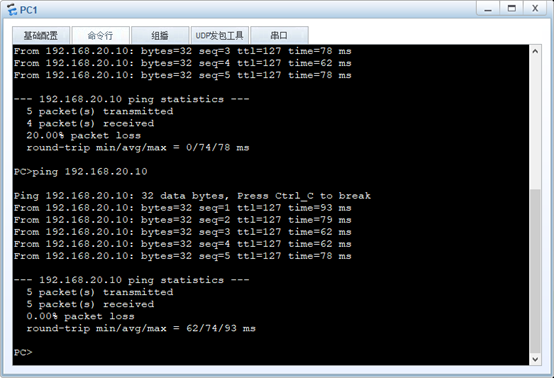 PC1
基础配置 命令行 组播 UDP发包工具 串口
From 192.168.20.10: bytes=32 seq=3 ttl=127 time=78 ms
From 192.168.20.10: bytes=32 seq=4 ttl=127 time=62 ms
From 192.168.20.10: bytes=32 seq=5 ttl=127 time=78 ms
--- 192.168.20.10 ping statistics ---
5 packet(s) transmitted
4 packet(s) received
20.00% packet loss
round-trip min/avg/max = 0/74/78 ms
PC>ping 192.168.20.10
Ping 192.168.20.10: 32 data bytes, Press Ctrl_C to break
From 192.168.20.10: bytes=32 seq=1 ttl=127 time=93 ms
From 192.168.20.10: bytes=32 seq=2 ttl=127 time=79 ms
From 192.168.20.10: bytes=32 seq=3 ttl=127 time=62 ms
From 192.168.20.10: bytes=32 seq=4 ttl=127 time=62 ms
From 192.168.20.10: bytes=32 seq=5 ttl=127 time=78 ms
--- 192.168.20.10 ping statistics ---
5 packet(s) transmitted
5 packet(s) received
0.00% packet loss
round-trip min/avg/max = 62/74/93 ms
PC>